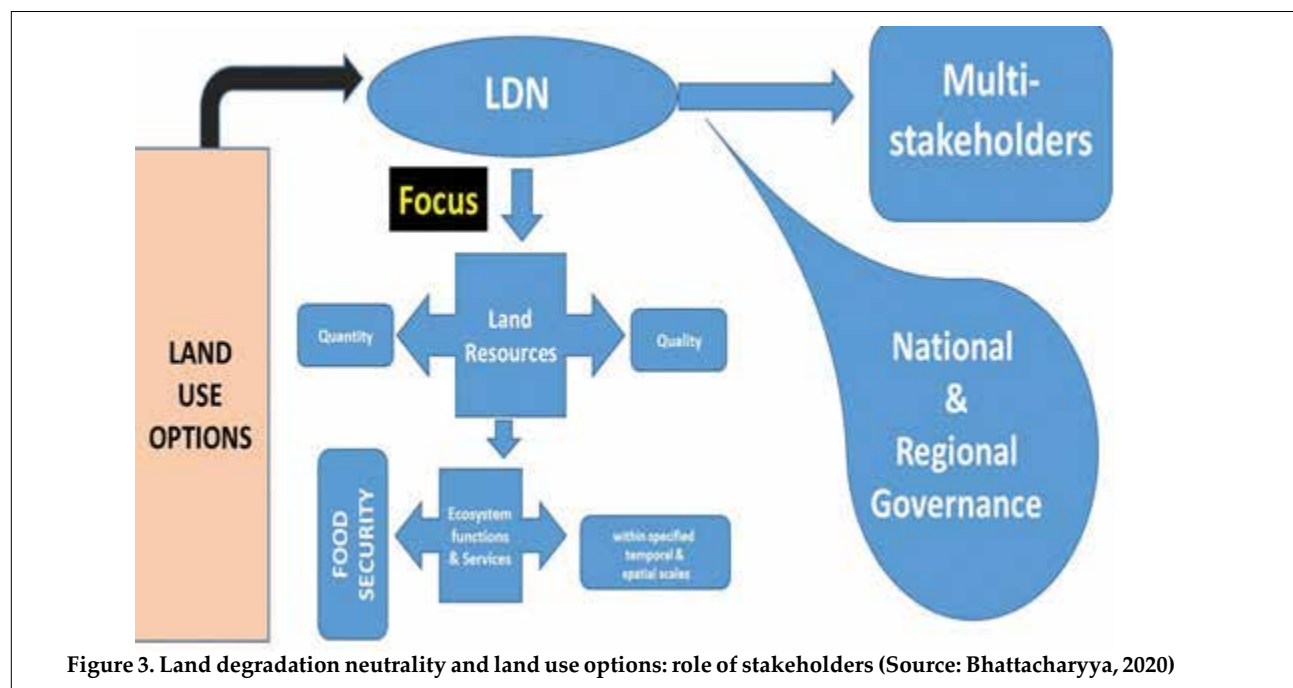 LDN
Multi-
stakeholders
Focus
Land
Resources
Quantity
Quality
LAND
USE
OPTIONS
National
&
Regional
Governance
FOOD
SECURITY
Ecosystem
functions
& Services
within specified
temporal &
spatial scales
Figure 3. Land degradation neutrality and land use options: role of stakeholders (Source: Bhattacharyya, 2020)